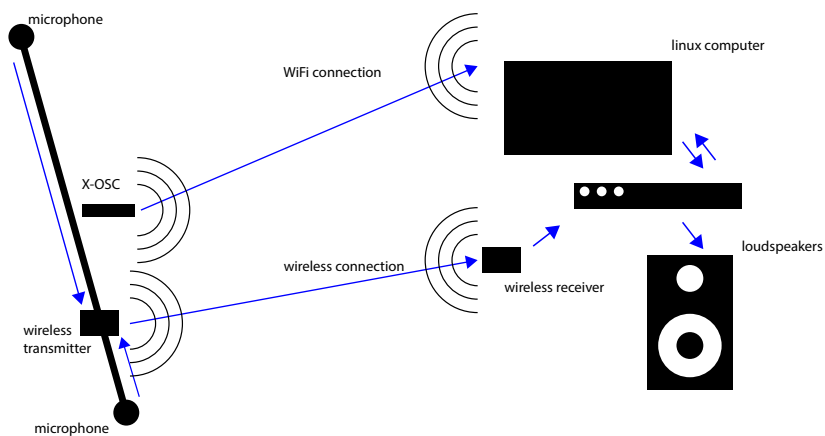 microphone
linux computer
WiFi connection
X-OSC
loudspeakers
wireless connection
wireless receiver
wireless
transmitter
microphone